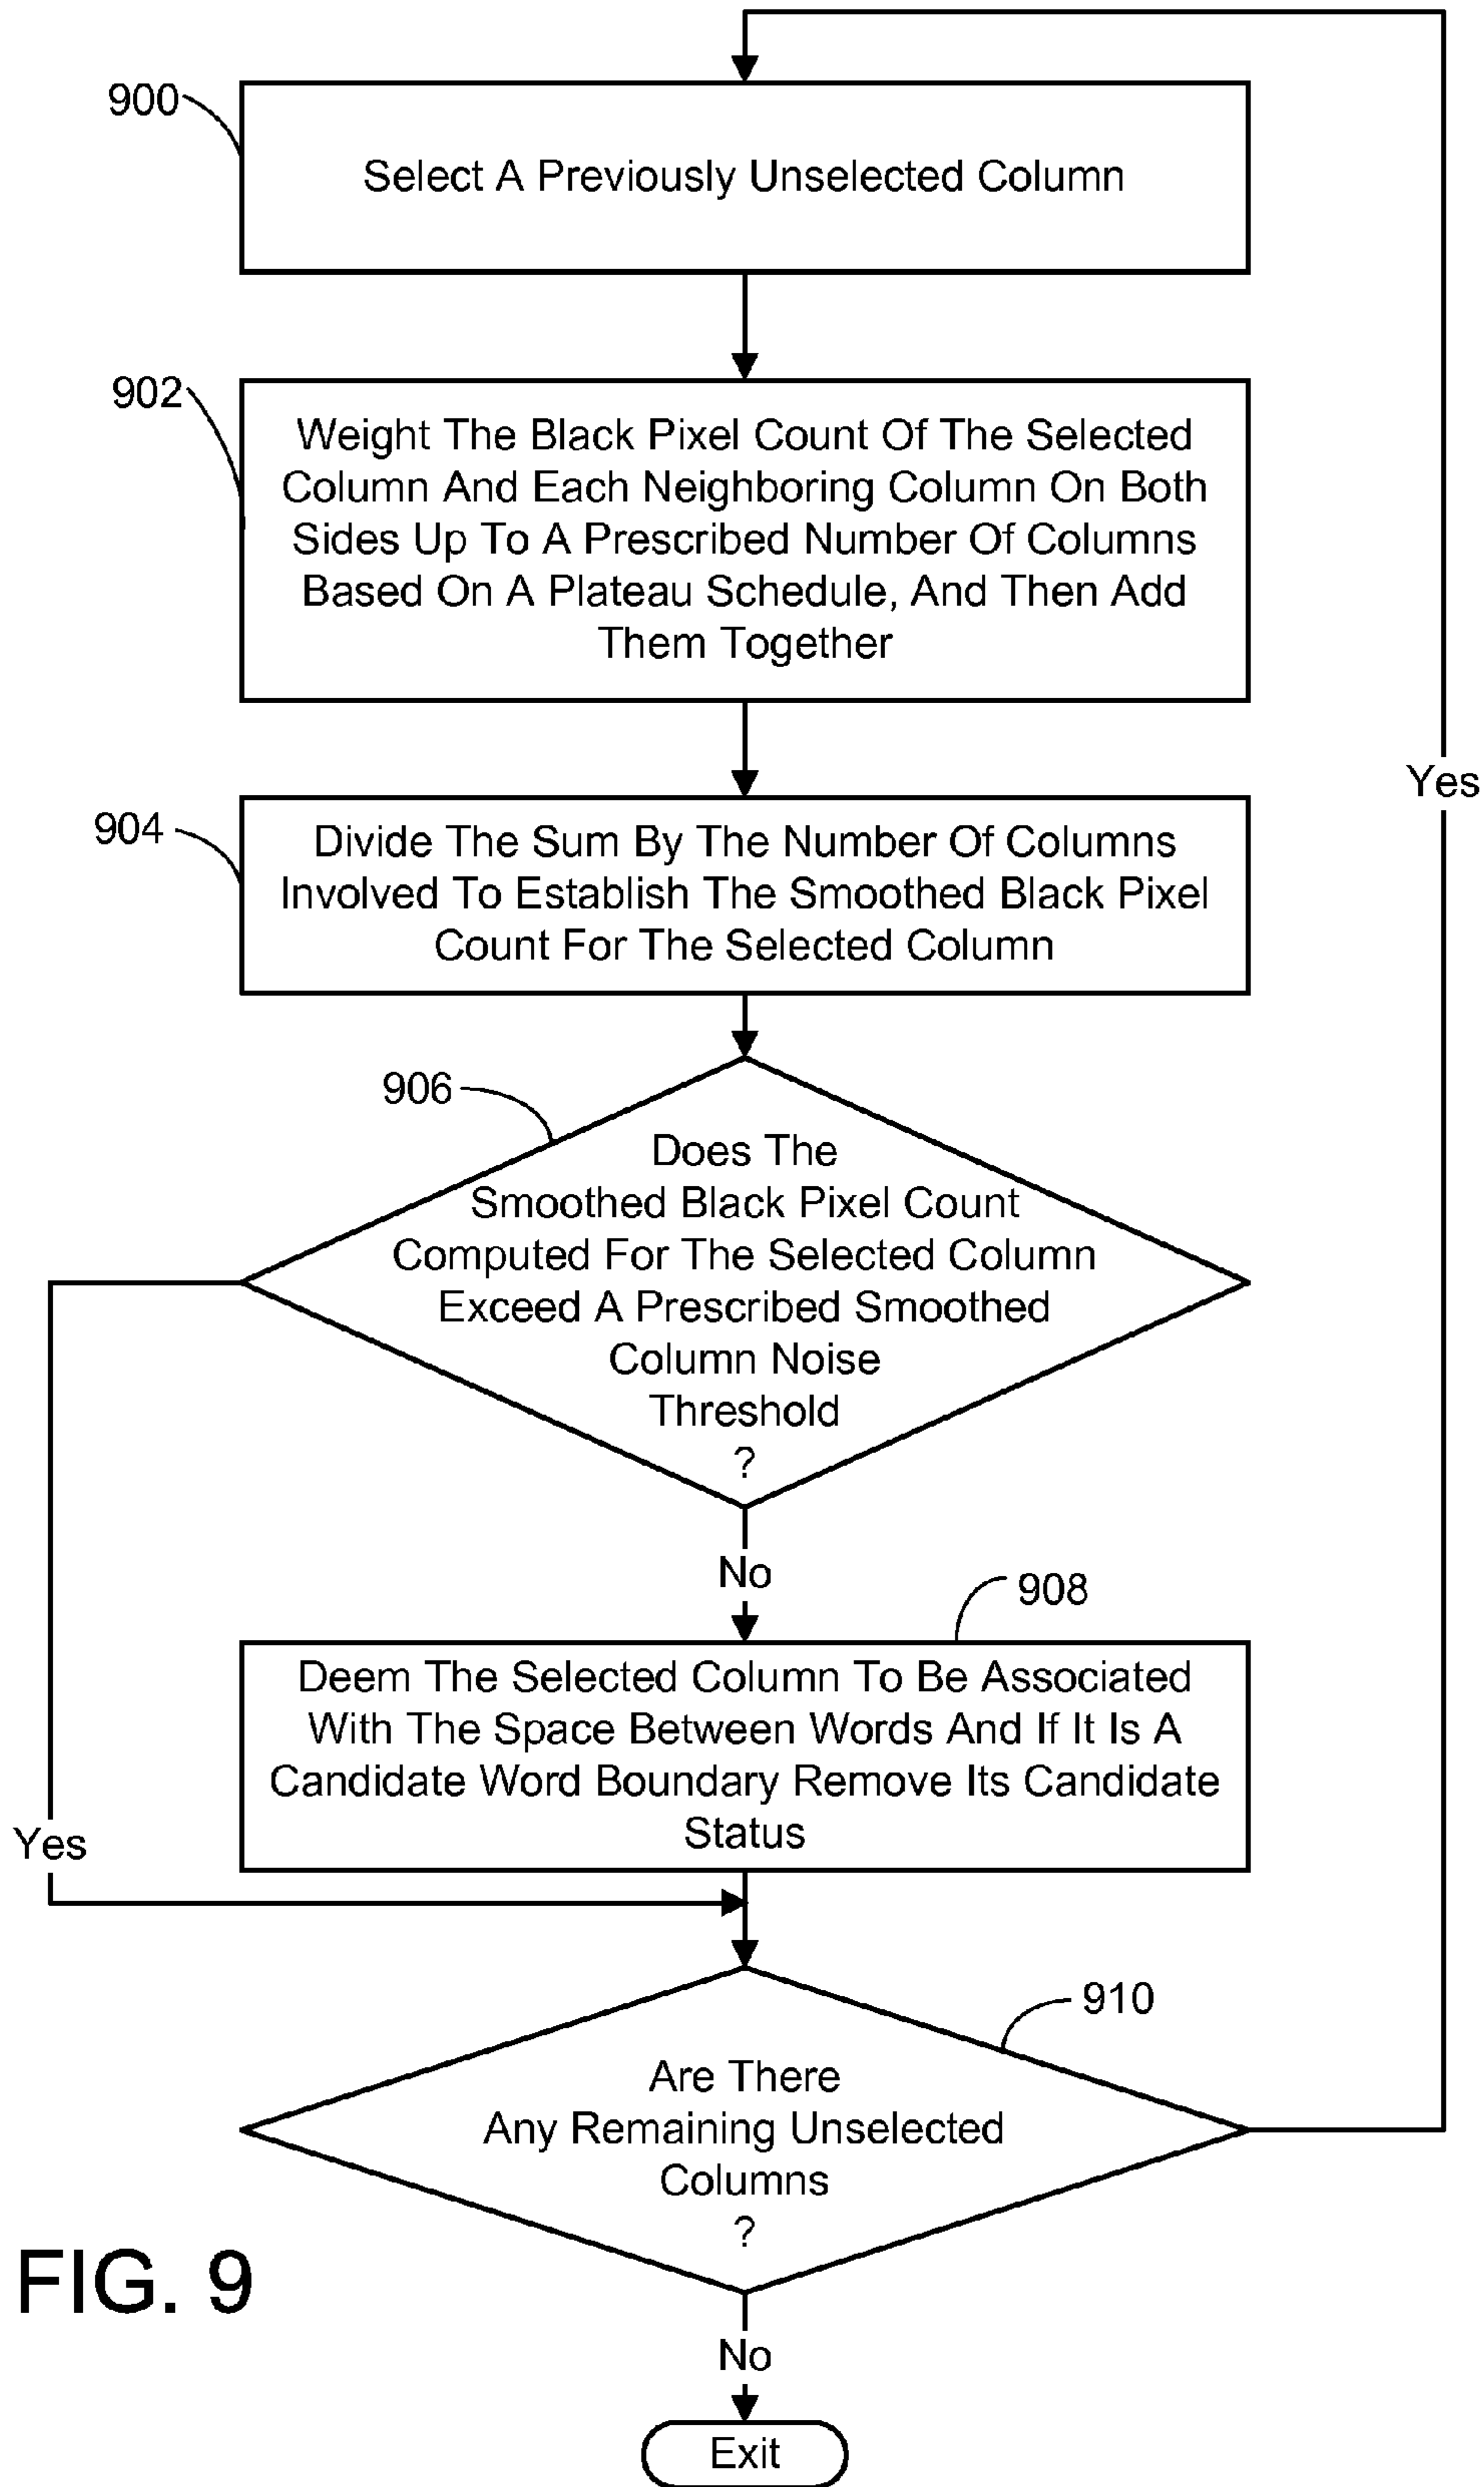 900
Select A Previously Unselected Column
902
Weight The Black Pixel Count Of The Selected
Column And Each Neighboring Column On Both
Sides Up To A Prescribed Number Of Columns
Based On A Plateau Schedule, And Then Add
Them Together
Yes
904
Divide The Sum By The Number Of Columns
Involved To Establish The Smoothed Black Pixel
Count For The Selected Column
906
Does The
Smoothed Black Pixel Count
Computed For The Selected Column
Exceed A Prescribed Smoothed
Column Noise
Threshold
?
No
908
Deem The Selected Column To Be Associated
With The Space Between Words And If It Is A
Candidate Word Boundary Remove Its Candidate
Status
Yes
910
Are There
Any Remaining Unselected
Columns
?
FIG. 9
No
Exit